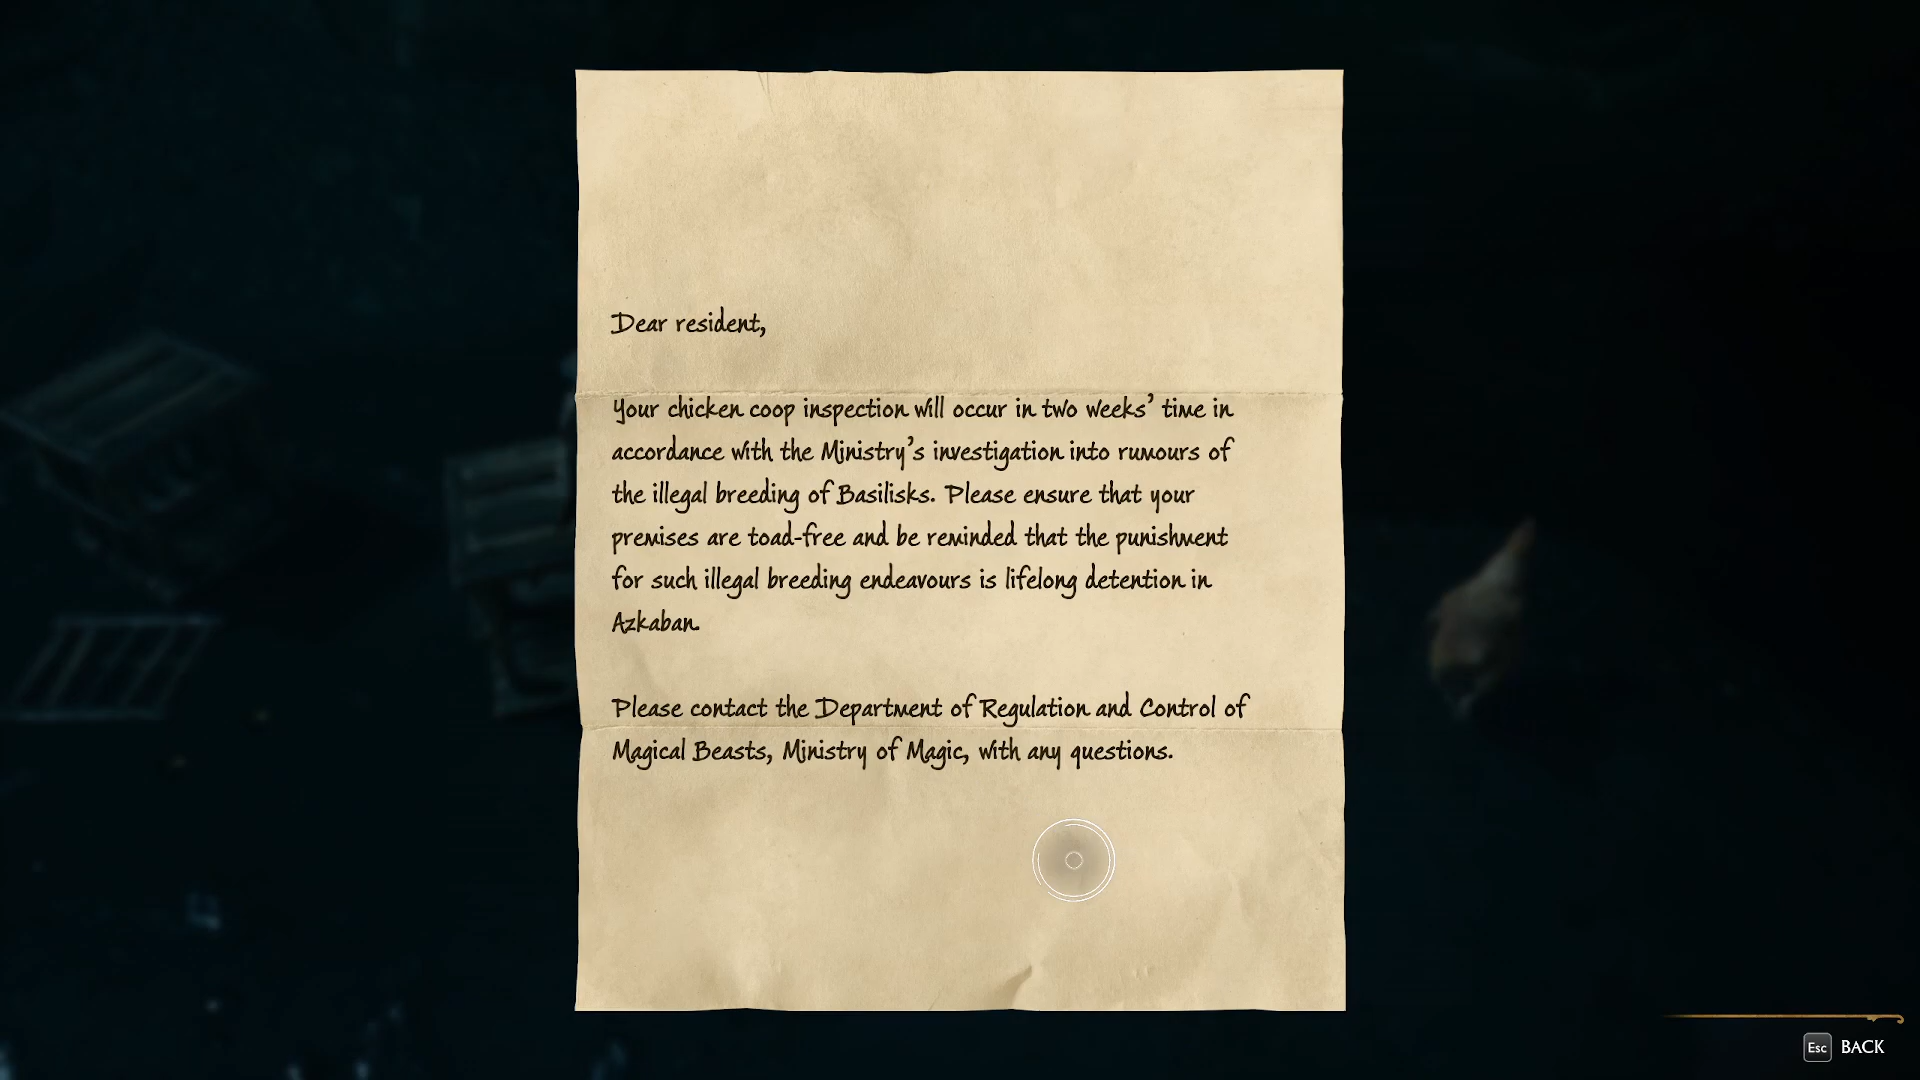 Dear resident,
Your chicken coop inspection will occur in two weeks' time in
accordance with the Ministry's investigation into rumours of
the illegal breeding of Basilisks. Please ensure that your
premises are toad-free and be reminded that the punishment
for such illegal breeding endeavours is lifelong detention in
Azkaban.
Please contact the Department of Regulation and Control of
Magical Beasts, Ministry of Magic, with any questions.
Esc BACK